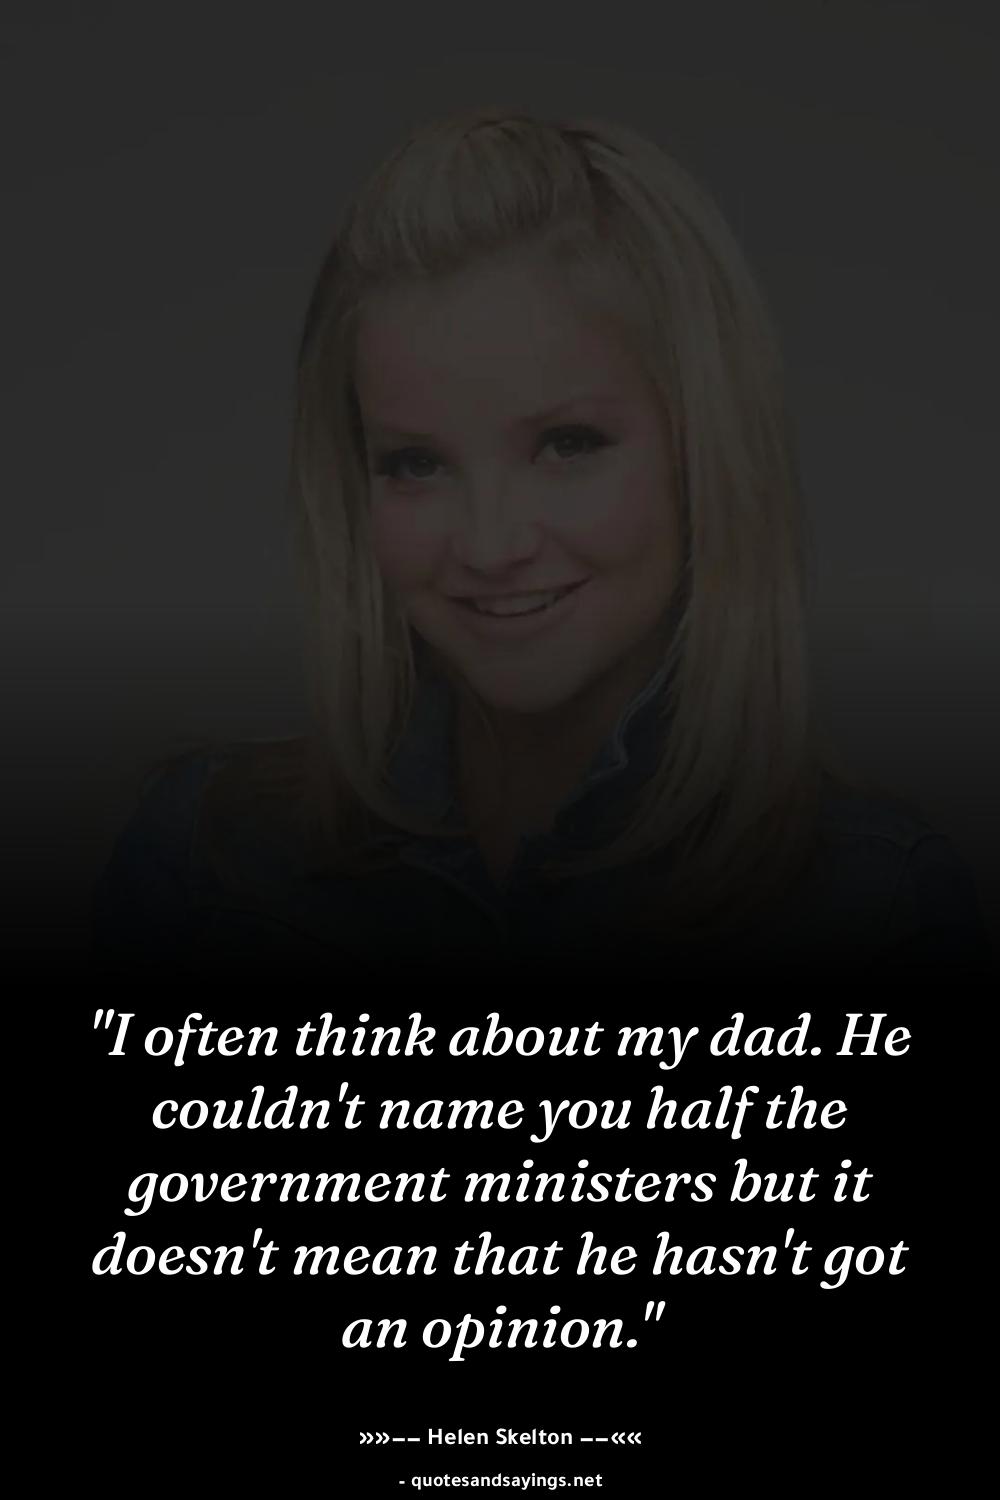 "I often think about my dad. He
couldn't name you half the
government ministers but it
doesn't mean that he hasn't got
an opinion."
»»−− Helen Skelton −−««
- quotesandsayings.net